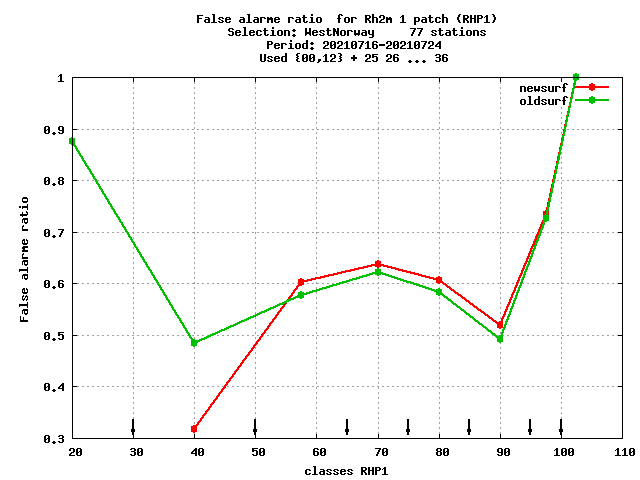 False alarme ratio  for Rh2m 1 patch (RHP1)
Selection: WestNorway     77 stations
Period: 20210716-20210724
Used {00,12} + 25 26 ... 36
newsurf
oldsurf
1
0.9
0.8
0.7
0.6
0.5
0.4
0.3
False alarme ratio
20 30 40 50 60 70 80 90 100 110
classes RHP1